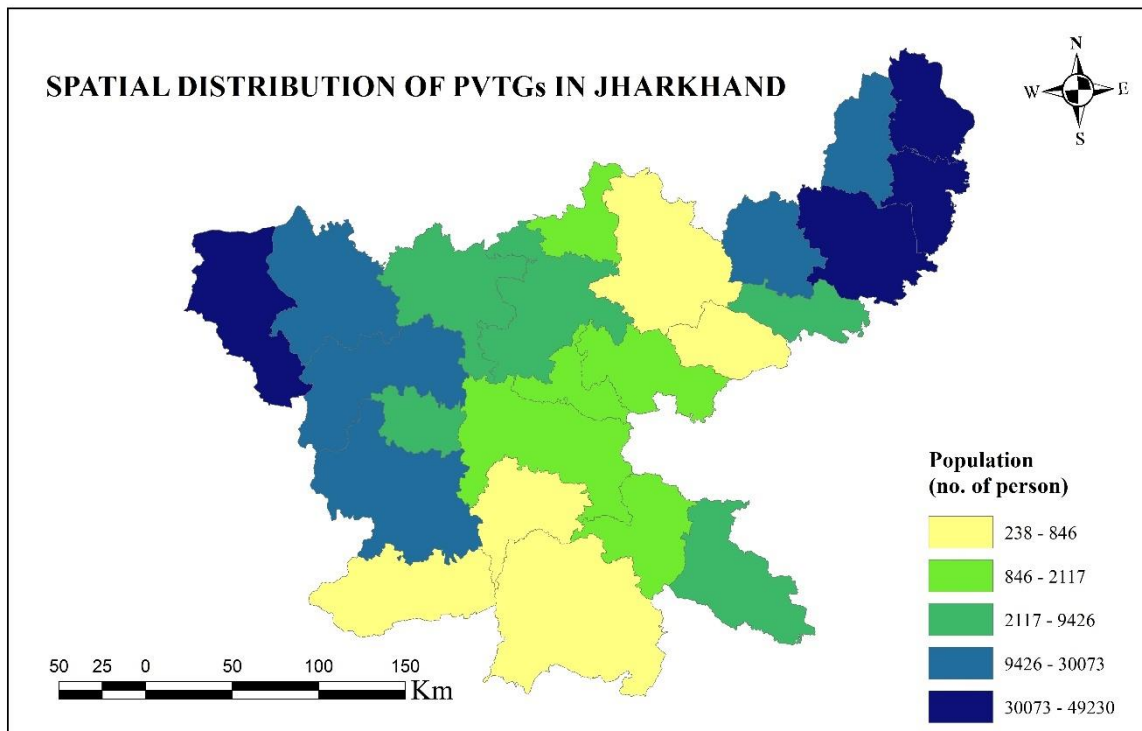 SPATIAL DISTRIBUTION OF PVTGs IN JHARKHAND
N
W E
S
Population
(no. of person)
238 - 846
846 - 2117
2117 - 9426
9426 - 30073
30073 - 49230
50 25 0 50 100 150
Km